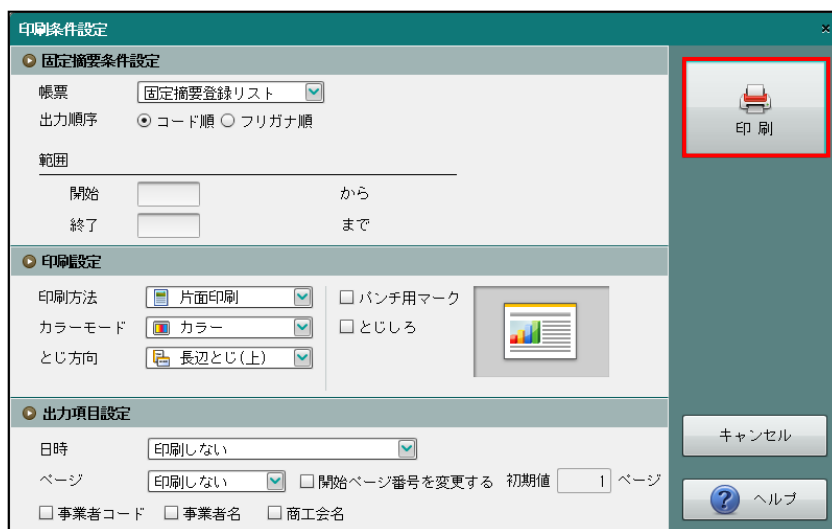 印刷条件設定
固定摘要条件設定
帳票 固定摘要登録リスト
出力順序 コード順 フリガナ順
範囲
開始 から
終了 まで
印刷設定
印刷方法 片面印刷 パンチ用マーク
カラーモード カラー とじしろ
とじ方向 長辺とじ(上)
出力項目設定
日時 印刷しない
ページ 印刷しない 開始ページ番号を変更する 初期値 1 ページ
事業者コード 事業者名 商工会名
印刷
キャンセル
ヘルプ